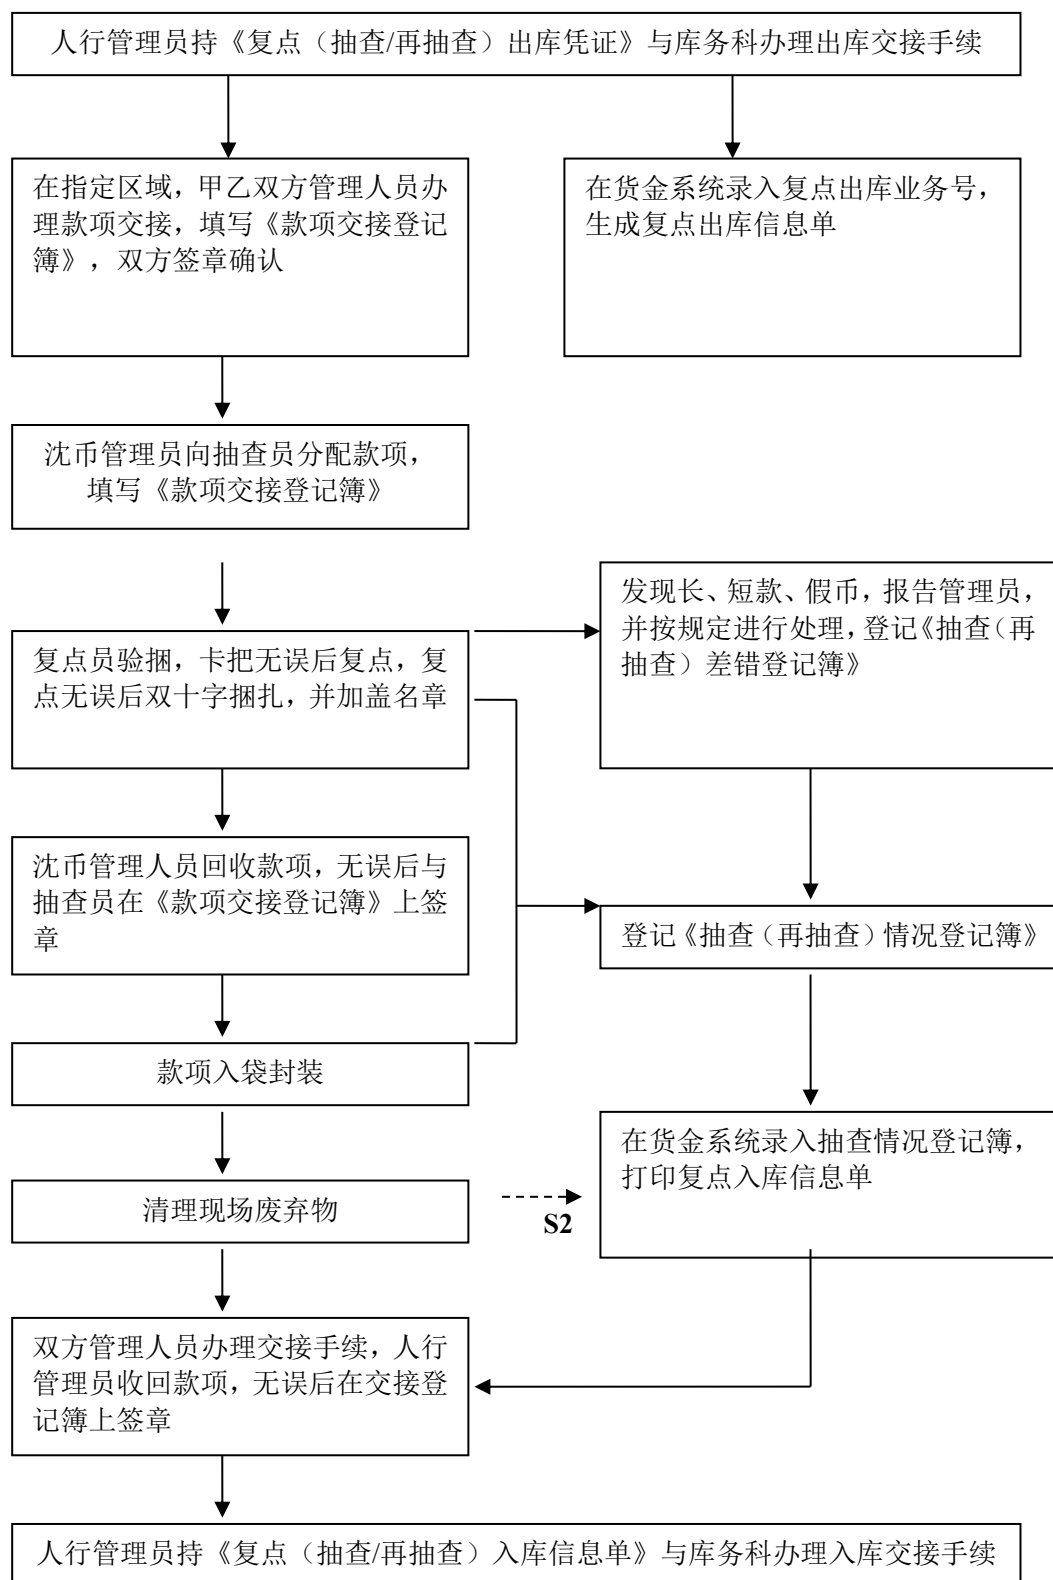 人行管理员持《复点（抽查/再抽查）出库凭证》与库务科办理出库交接手续
在指定区域，甲乙双方管理人员办
理款项交接，填写《款项交接登记
簿》，双方签章确认
在货金系统录入复点出库业务号，
生成复点出库信息单
沈币管理员向抽查员分配款项，
填写《款项交接登记簿》
发现长、短款、假币，报告管理员，
并按规定进行处理，登记《抽查（再
抽查）差错登记簿》
复点员验捆，卡把无误后复点，复
点无误后双十字捆扎，并加盖名章
沈币管理人员回收款项，无误后与
抽查员在《款项交接登记簿》上签
章
登记《抽查（再抽查）情况登记簿》
款项入袋封装
在货金系统录入抽查情况登记簿，
打印复点入库信息单
清理现场废弃物
S2
双方管理人员办理交接手续，人行
管理员收回款项，无误后在交接登
记簿上签章
人行管理员持《复点（抽查/再抽查）入库信息单》与库务科办理入库交接手续